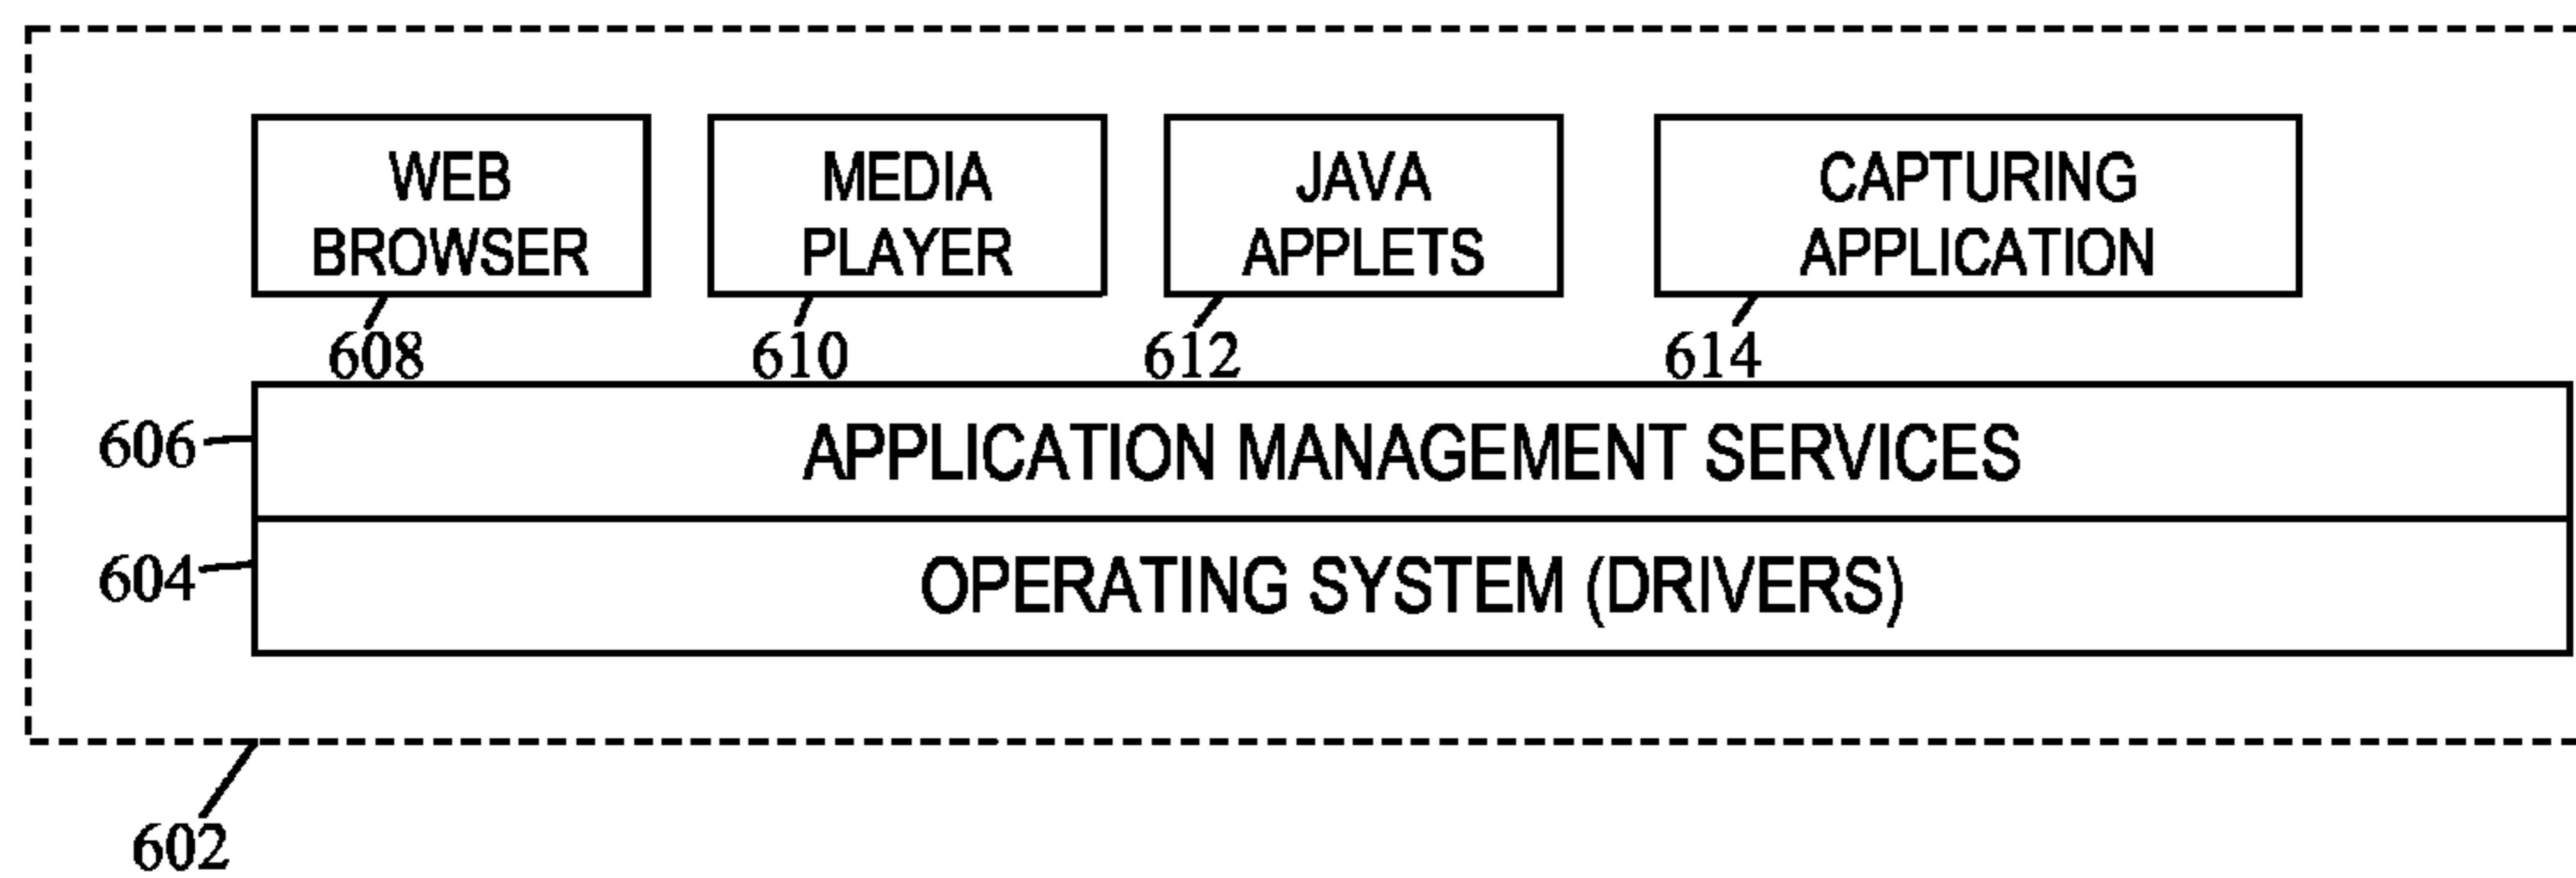 WEB
BROWSER
MEDIA
PLAYER
JAVA
APPLETS
CAPTURING
APPLICATION
608
610
612
614
606
APPLICATION MANAGEMENT SERVICES
604
OPERATING SYSTEM (DRIVERS)
602